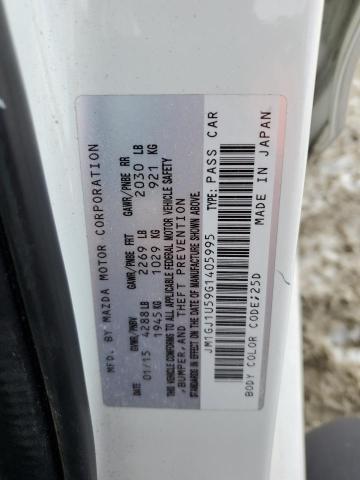 MFD. BY MAZDA MOTOR CORPORATION
DATE GVWR/PNBV GAWR/PNBE FRT GAWR/PNBE RR
01/15 4288 LB 2269 LB 2030 LB
1945 KG 1029 KG 921 KG
THIS VEHICLE CONFORMS TO ALL APPLICABLE FEDERAL MOTOR VEHICLE SAFETY
,BUMPER,AND THEFT PREVENTION
STANDARDS IN EFFECT ON THE DATE OF MANUFACTURE SHOWN ABOVE.
JM1GJ1U59G1405995 TYPE: PASS CAR
BODY COLOR CODE:25D MADE IN JAPAN